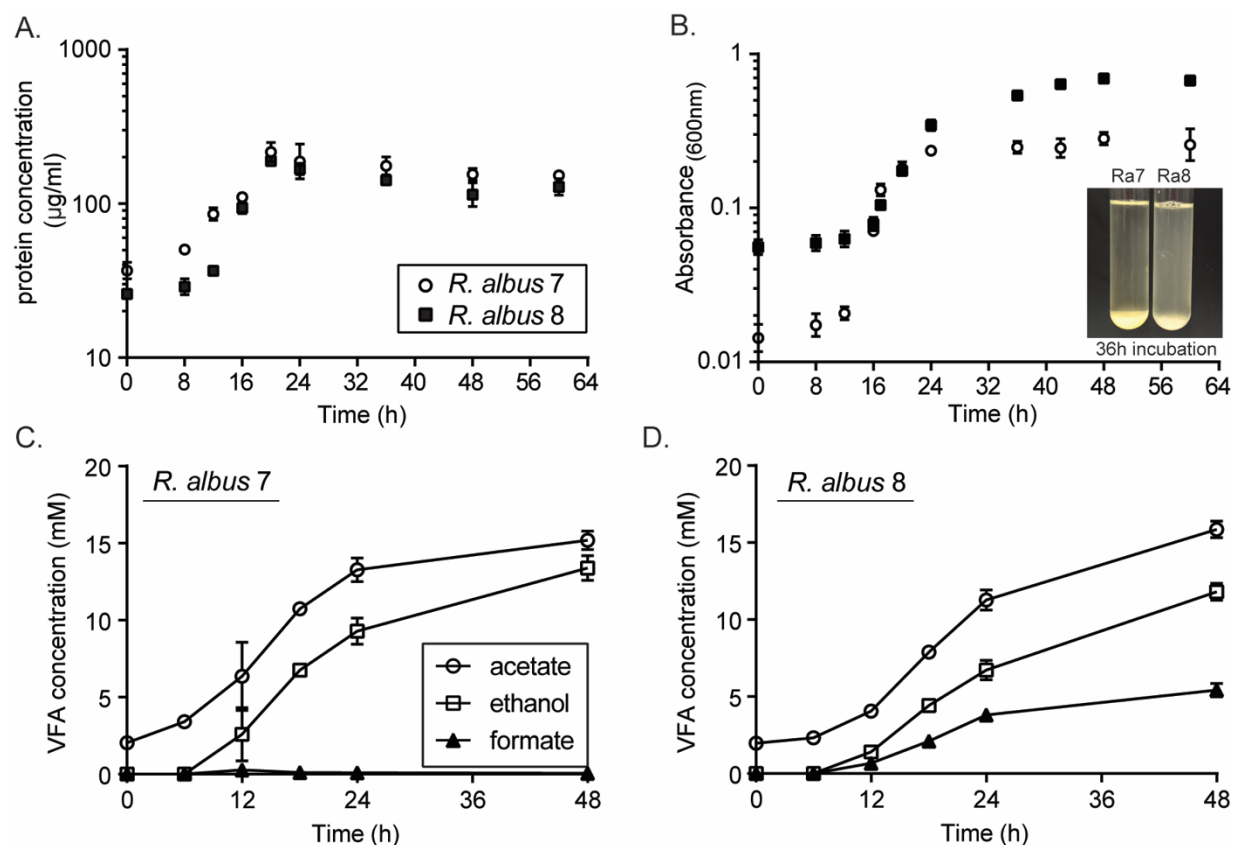 A.
protein concentration
(µg/ml)
1000
100
10
0 8 16 24 32 40 48 56 64
Time (h)
R. albus 7
R. albus 8
B.
Absorbance (600nm)
1
0.1
0.01
0 8 16 24 32 40 48 56 64
Time (h)
Ra7 Ra8
36h incubation
C.
R. albus 7
VFA concentration (mM)
20
15
10
5
0
0 12 24 36 48
Time (h)
acetate
ethanol
formate
D.
R. albus 8
VFA concentration (mM)
20
15
10
5
0
0 12 24 36 48
Time (h)